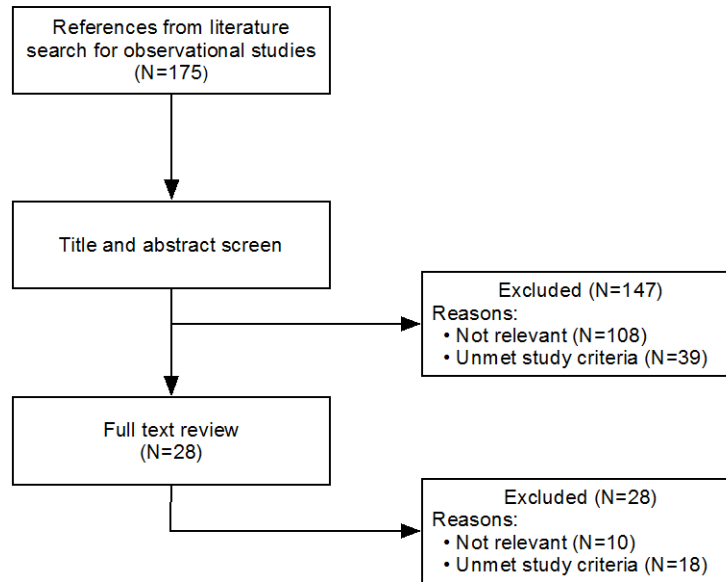 References from literature
search for observational studies
(N=175)
Title and abstract screen
Excluded (N=147)
Reasons:
• Not relevant (N=108)
• Unmet study criteria (N=39)
Full text review
(N=28)
Excluded (N=28)
Reasons:
• Not relevant (N=10)
• Unmet study criteria (N=18)